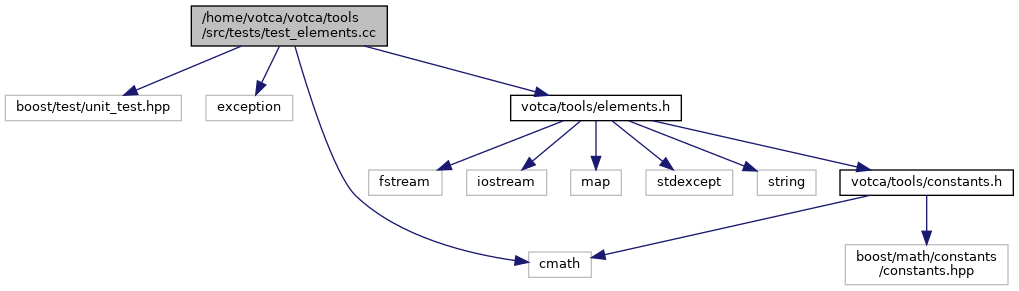 /home/votca/votca/tools
/src/tests/test_elements.cc
boost/test/unit_test.hpp
exception
votca/tools/elements.h
fstream
iostream
map
stdexcept
string
votca/tools/constants.h
cmath
boost/math/constants
/constants.hpp